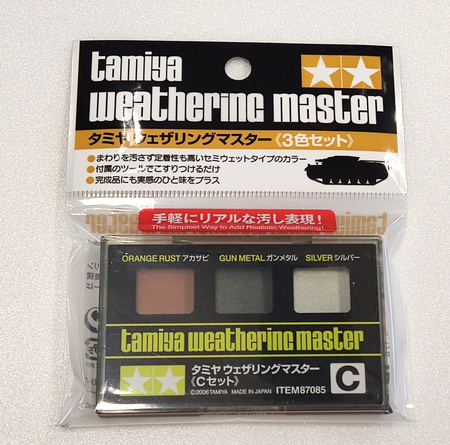 tamiya
weathering master
タミヤ ウェザリングマスター《3色セット》
●まわりを汚さず定着性も高いセミウェットタイプのカラー
●付属のツールでこすりつけるだけ
●完成品にも実感のひと味をプラス
手軽にリアルな汚し表現！
The Simplest Way to Add Realistic Weathering!
ORANGE RUST アカサビ GUN METAL ガンメタル SILVER シルバー
tamiya weathering master
タミヤ ウェザリングマスター
《Cセット》
C
©2006 TAMIYA MADE IN JAPAN ITEM87085